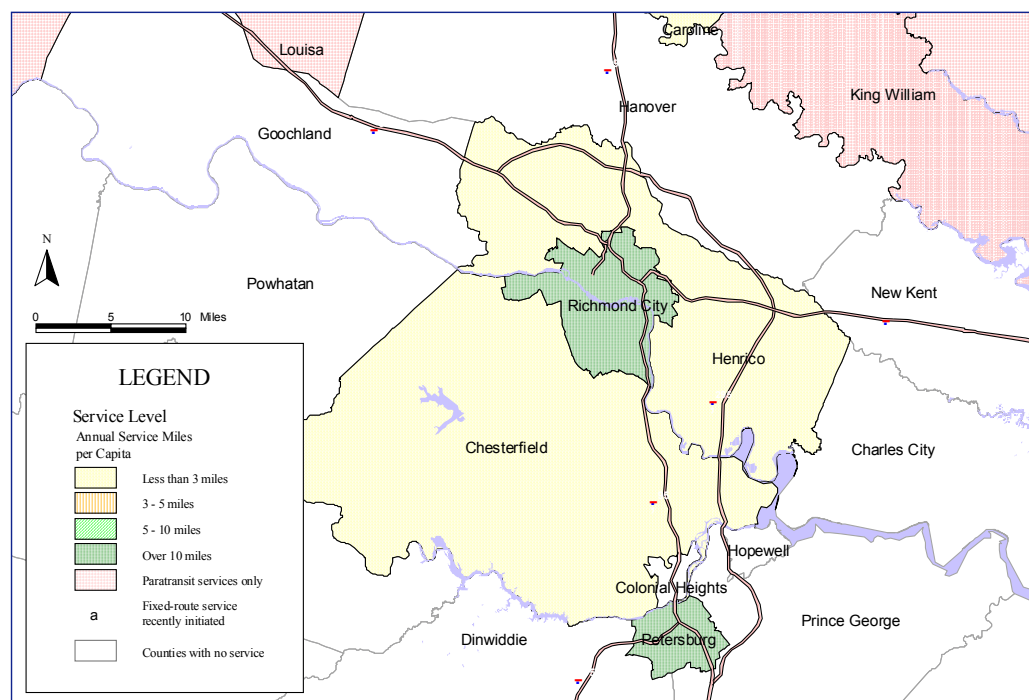 Caroline
Louisa
King William
Hanover
Goochland
N
Powhatan
New Kent
0 5 10 Miles
Richmond City
Henrico
LEGEND
Service Level
Annual Service Miles
per Capita
Less than 3 miles
3 - 5 miles
5 - 10 miles
Over 10 miles
Paratransit services only
a Fixed-route service
recently initiated
Counties with no service
Chesterfield
Charles City
Hopewell
Colonial Heights
Prince George
Dinwiddie
Petersburg